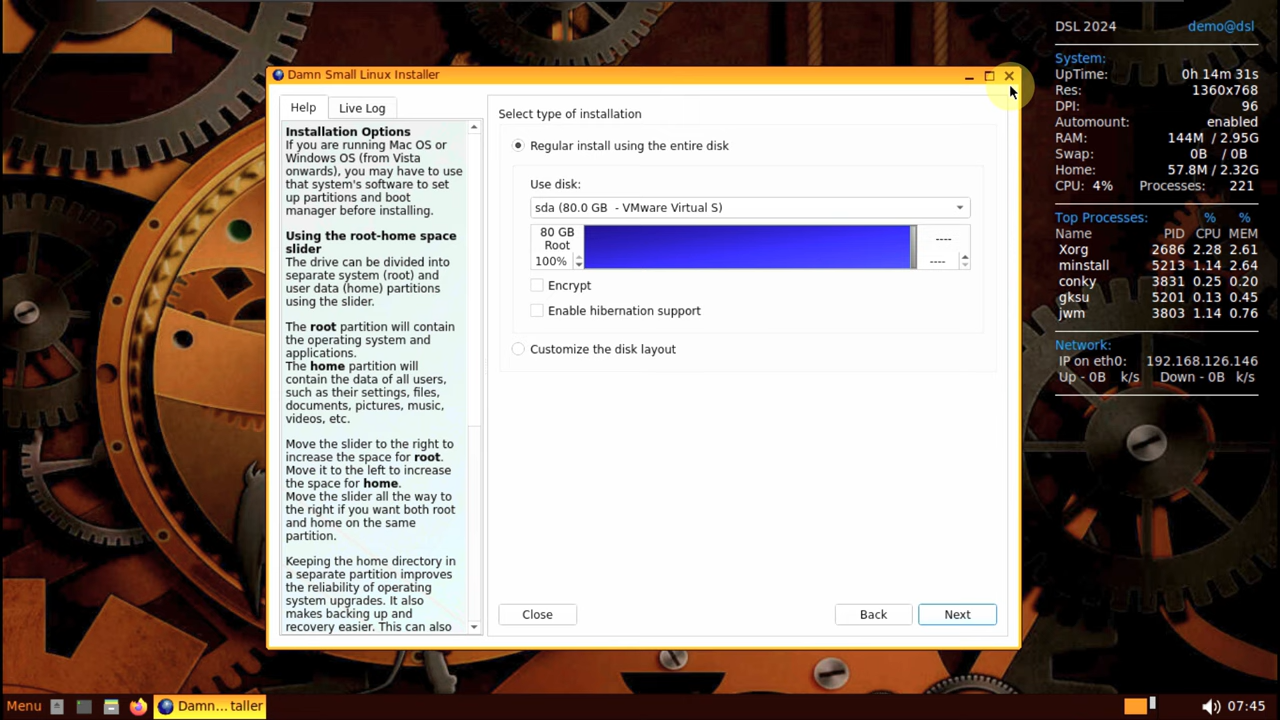 DSL 2024 demo@dsl
System:
UpTime: 0h 14m 31s
Res: 1360x768
DPI: 96
Automount: enabled
RAM: 144M / 2.95G
Swap: 0B / 0B
Home: 57.8M / 2.32G
CPU: 4% Processes: 221
Top Processes: % %
Name PID CPU MEM
Xorg 2686 2.28 2.61
minstall 5213 1.14 2.64
conky 3831 0.25 0.20
gksu 5201 0.13 0.45
jwm 3803 1.14 0.76
Network:
IP on eth0: 192.168.126.146
Up - 0B k/s Down - 0B k/s
Damn Small Linux Installer
Help Live Log
Installation Options
If you are running Mac OS or
Windows OS (from Vista
onwards), you may have to use
that system's software to set
up partitions and boot
manager before installing.
Using the root-home space
slider
The drive can be divided into
separate system (root) and
user data (home) partitions
using the slider.
The root partition will contain
the operating system and
applications.
The home partition will
contain the data of all users,
such as their settings, files,
documents, pictures, music,
videos, etc.
Move the slider to the right to
increase the space for root.
Move it to the left to increase
the space for home.
Move the slider all the way to
the right if you want both root
and home on the same
partition.
Keeping the home directory in
a separate partition improves
the reliability of operating
system upgrades. It also
makes backing up and
recovery easier. This can also
Select type of installation
Regular install using the entire disk
Use disk:
sda (80.0 GB - VMware Virtual S)
80 GB
Root
100%
----
----
Encrypt
Enable hibernation support
Customize the disk layout
Close Back Next
Menu Damn...taller 07:45